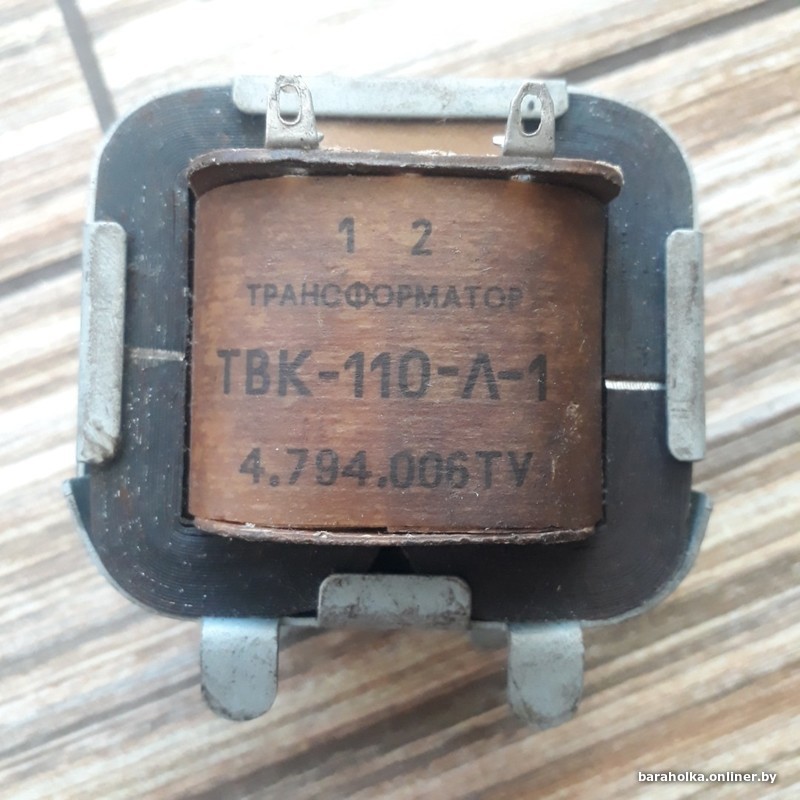 1 2
ТРАНСФОРМАТОР
ТВК-110-Л-1
4.794.006ТУ
baraholka.onliner.by